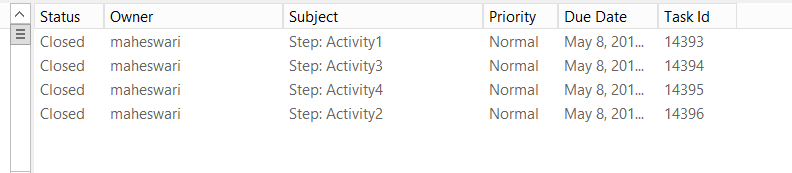 Status Owner Subject Priority Due Date Task Id
Closed maheswari Step: Activity1 Normal May 8, 201... 14393
Closed maheswari Step: Activity3 Normal May 8, 201... 14394
Closed maheswari Step: Activity4 Normal May 8, 201... 14395
Closed maheswari Step: Activity2 Normal May 8, 201... 14396